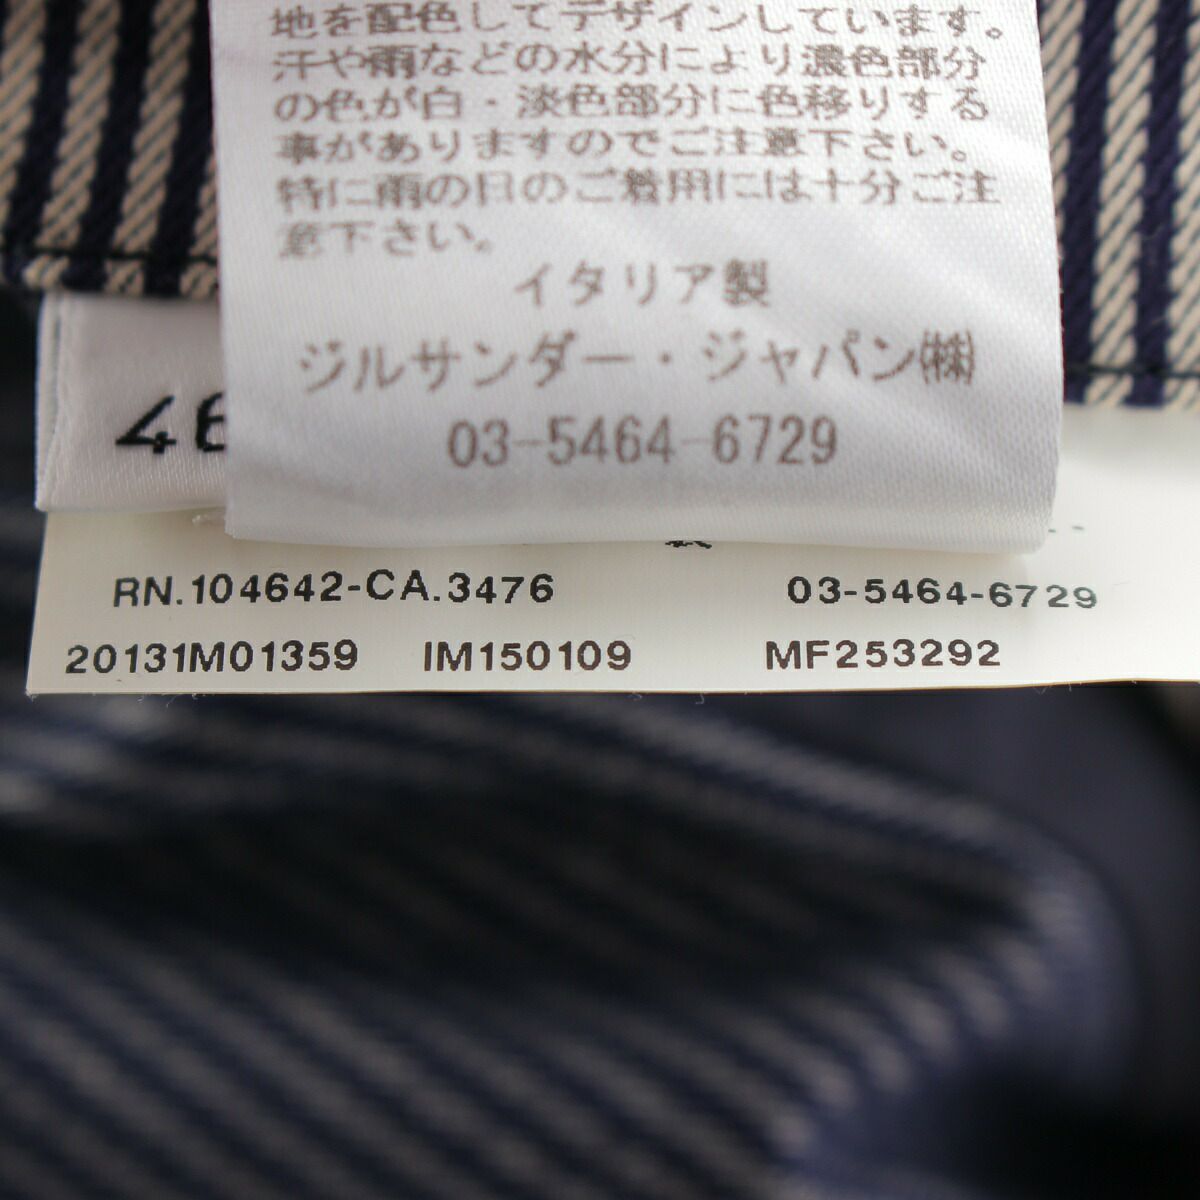 地を配色してデザインしています。
汗や雨などの水分により濃色部分
の色が白・淡色部分に色移りする
事がありますのでご注意下さい。
特に雨の日のご着用には十分ご注
意下さい。
イタリア製
ジルサンダー・ジャパン㈱
03-5464-6729
46
RN.104642-CA.3476 03-5464-6729
20131M01359 IM150109 MF253292